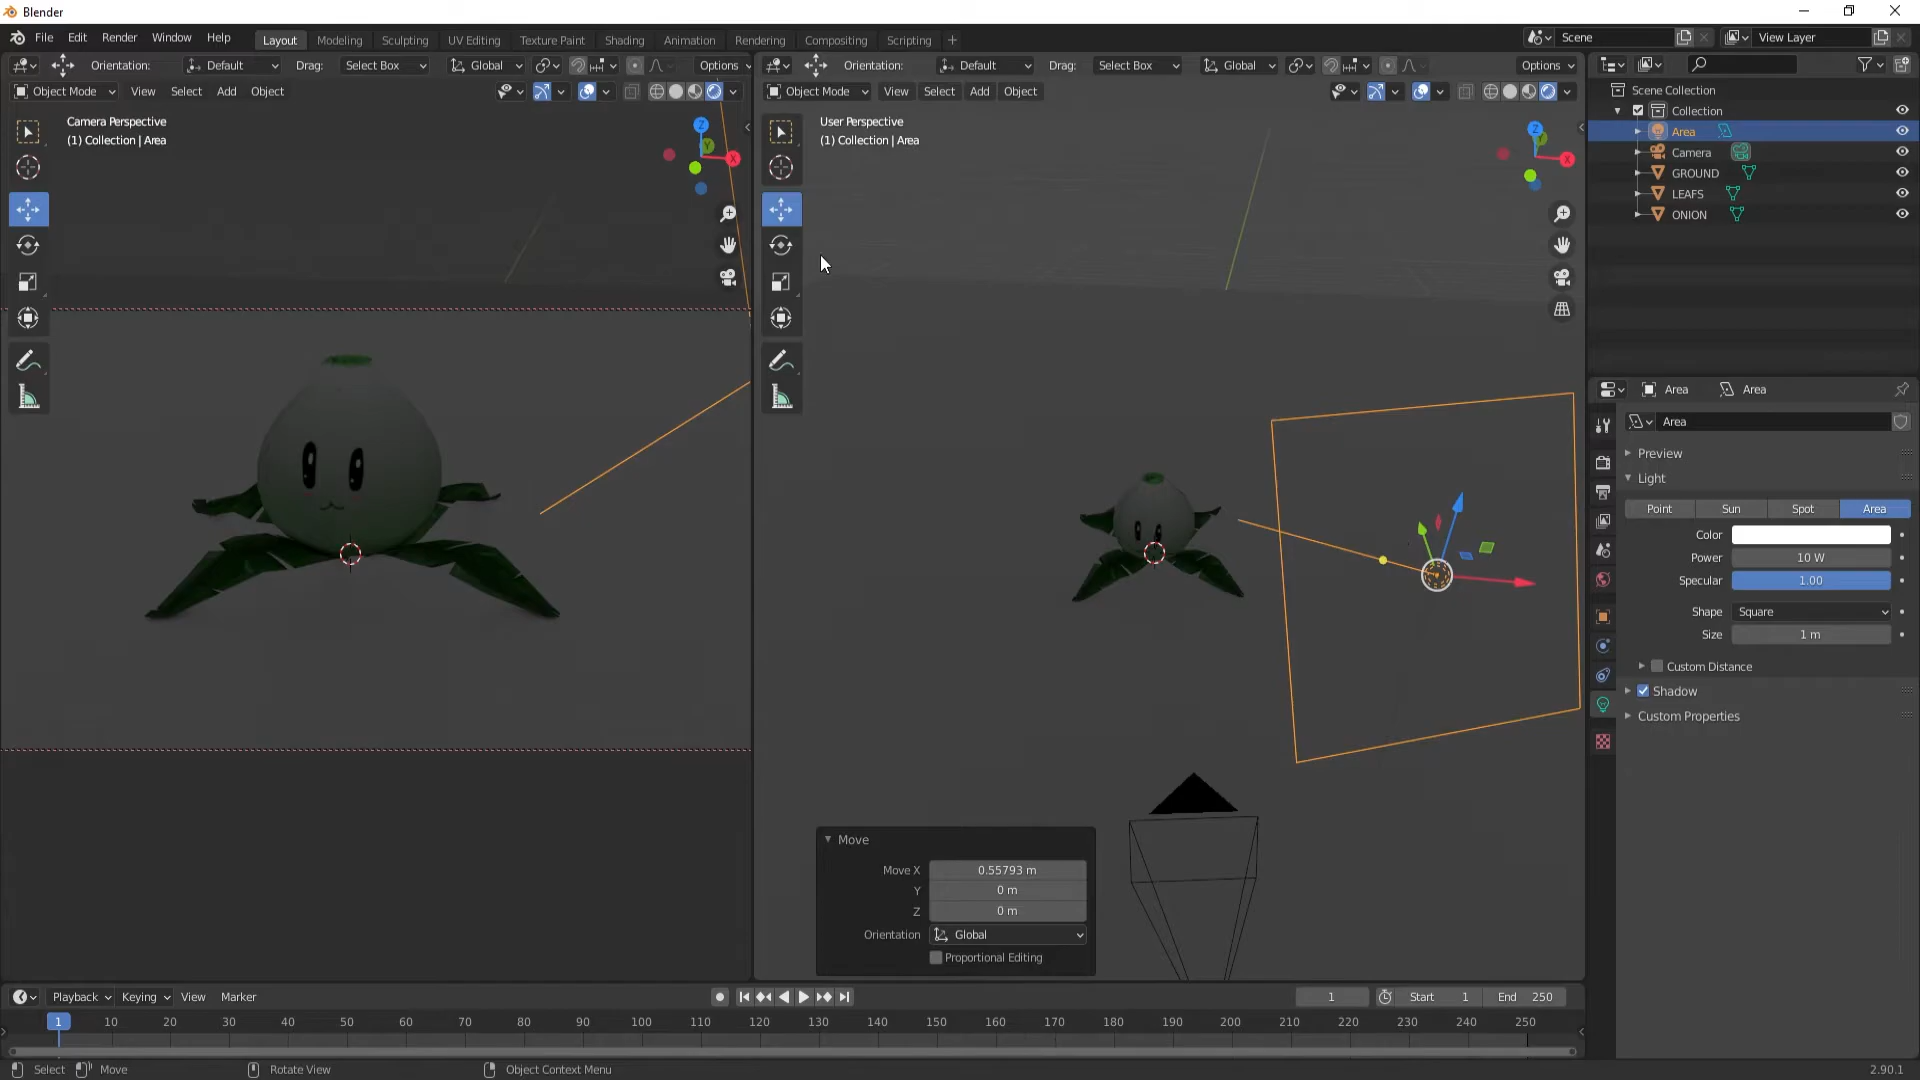 Blender
File Edit Render Window Help
Layout Modeling Sculpting UV Editing Texture Paint Shading Animation Rendering Compositing Scripting +
Scene
View Layer
Orientation: Default Drag: Select Box Global Options
Orientation: Default Drag: Select Box Global Options
Object Mode View Select Add Object
Object Mode View Select Add Object
Camera Perspective
(1) Collection | Area
User Perspective
(1) Collection | Area
Z
Y
X
Z
Y
X
Scene Collection
Collection
Area
Camera
GROUND
LEAFS
ONION
Area Area
Area
Preview
Light
Point Sun Spot Area
Color
Power 10 W
Specular 1.00
Shape Square
Size 1 m
Custom Distance
Shadow
Custom Properties
Move
Move X 0.55793 m
Y 0 m
Z 0 m
Orientation Global
Proportional Editing
Playback Keying View Marker
1 Start 1 End 250
1 10 20 30 40 50 60 70 80 90 100 110 120 130 140 150 160 170 180 190 200 210 220 230 240 250
Select Move Rotate View Object Context Menu 2.90.1